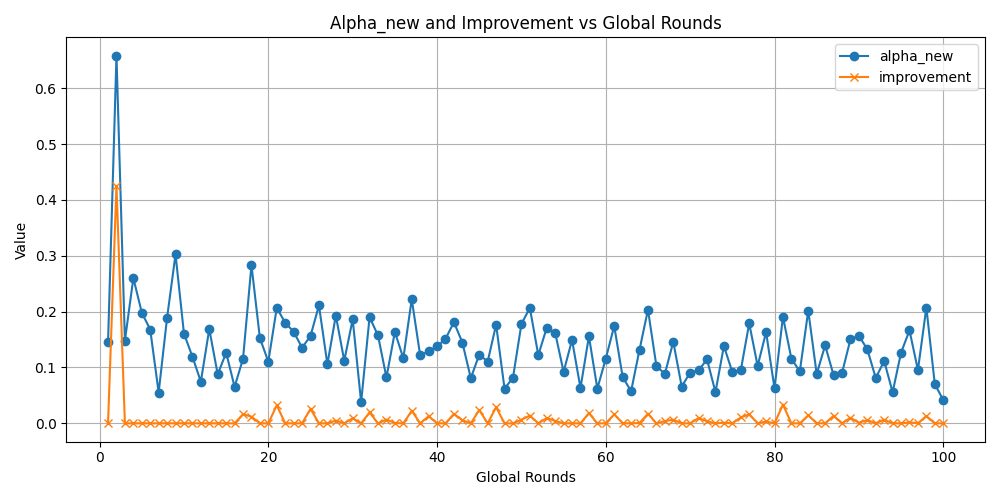 Alpha_new and Improvement vs Global Rounds
alpha_new
improvement
Value
0.6
0.5
0.4
0.3
0.2
0.1
0.0
0 20 40 60 80 100
Global Rounds